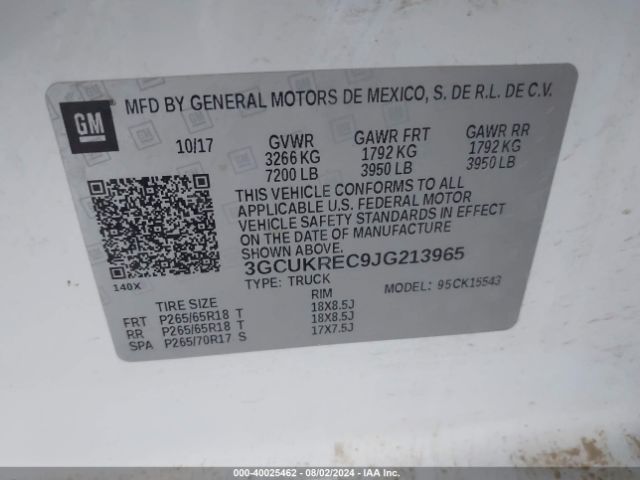 GM
MFD BY GENERAL MOTORS DE MEXICO, S. DE R.L. DE C.V.
10/17 GVWR GAWR FRT GAWR RR
3266 KG 1792 KG 1792 KG
7200 LB 3950 LB 3950 LB
THIS VEHICLE CONFORMS TO ALL
APPLICABLE U.S. FEDERAL MOTOR
VEHICLE SAFETY STANDARDS IN EFFECT
ON THE DATE OF MANUFACTURE
SHOWN ABOVE.
3GCUKREC9JG213965
140X TYPE: TRUCK MODEL: 95CK15543
TIRE SIZE RIM
FRT P265/65R18 T 18X8.5J
RR P265/65R18 T 18X8.5J
SPA P265/70R17 S 17X7.5J
000-40025462 - 08/02/2024 - IAAI.com